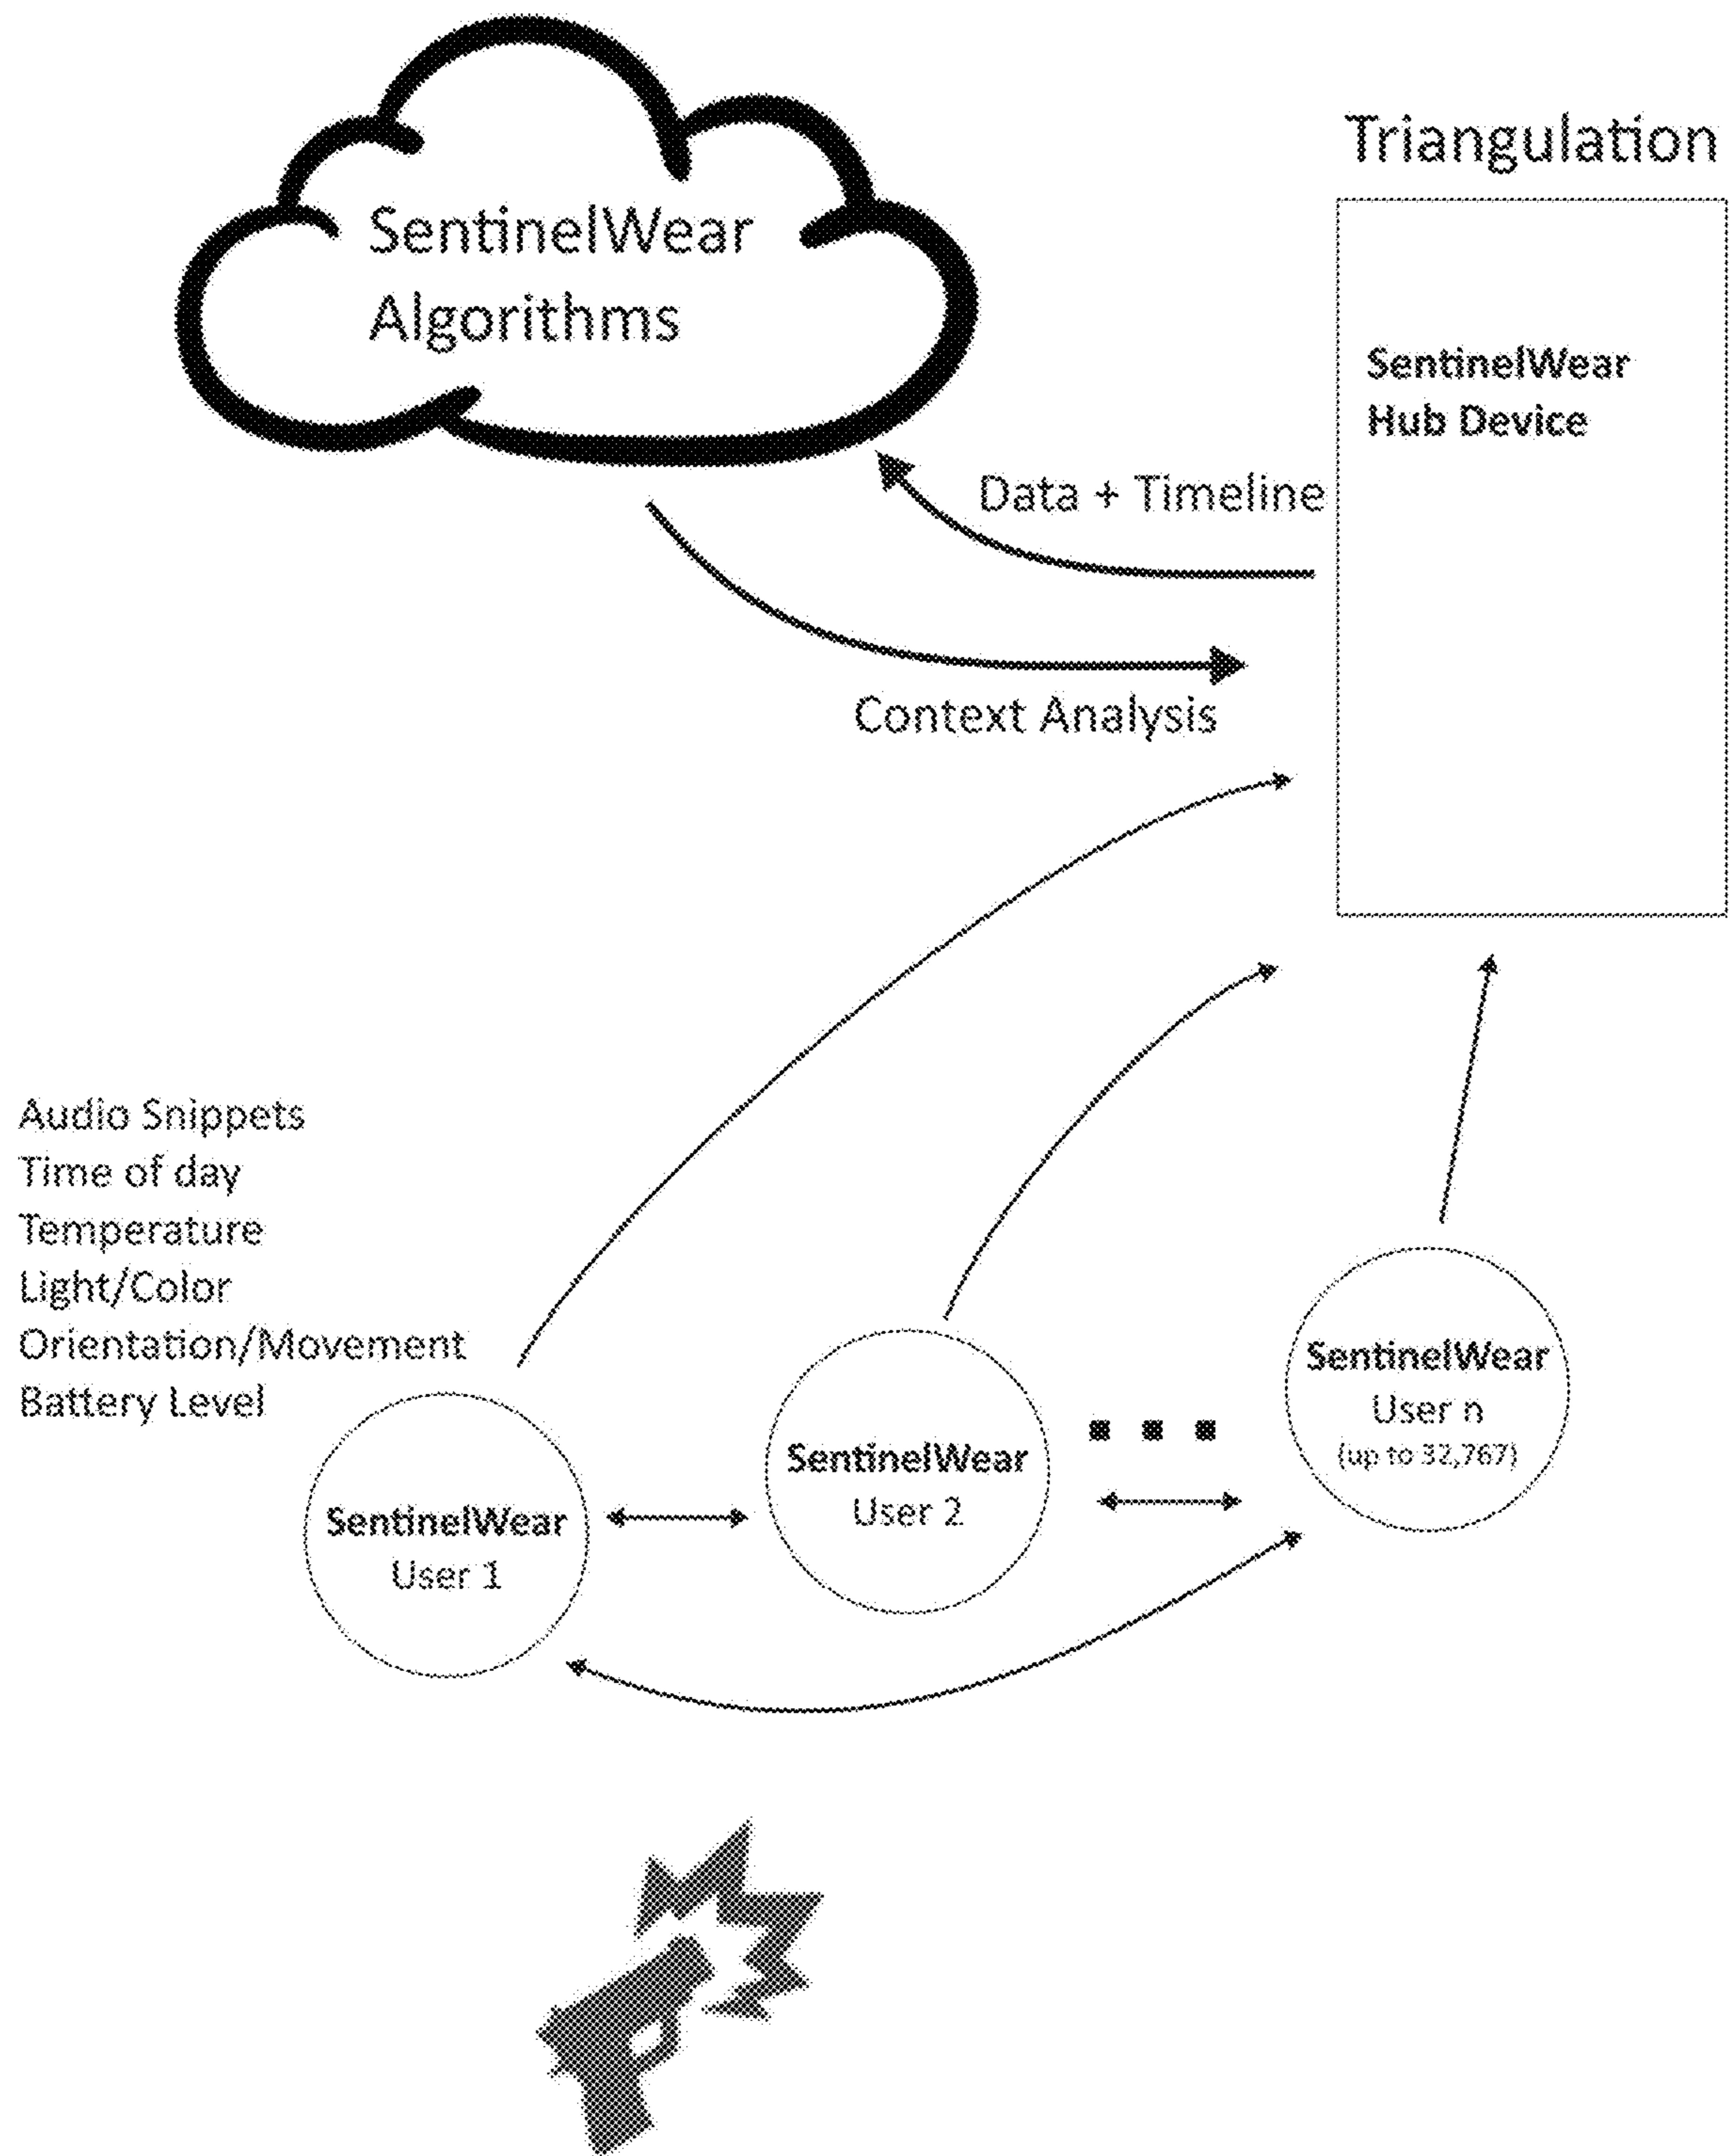 Triangulation
SentinelWear
Algorithms
SentinelWear
Hub Device
Data + Timeline
Context Analysis
Audio Snippets
Time of day
Temperature
Light/Color
Orientation/Movement
Battery Level
SentinelWear
User 1
SentinelWear
User 2
SentinelWear
User n
(up to 32,767)